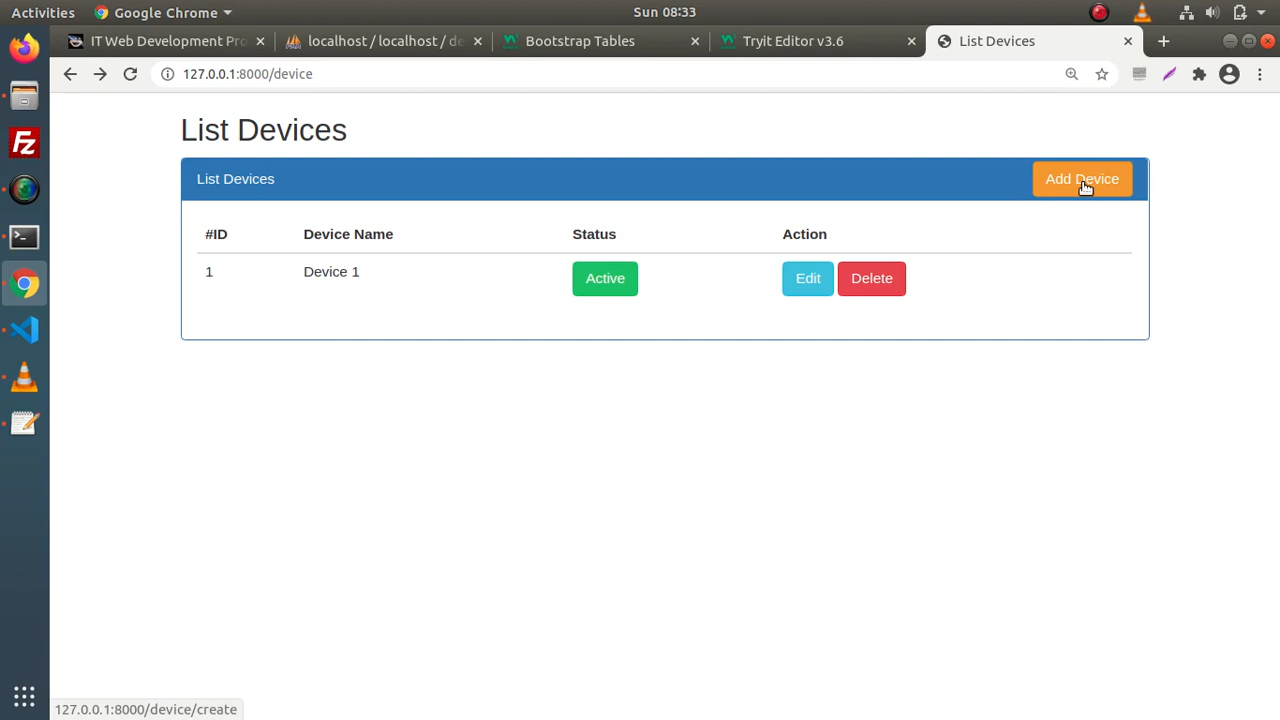 Activities Google Chrome Sun 08:33
IT Web Development Pro localhost / localhost / de Bootstrap Tables Tryit Editor v3.6 List Devices
127.0.0.1:8000/device
List Devices
List Devices Add Device
#ID Device Name Status Action
1 Device 1 Active Edit Delete
127.0.0.1:8000/device/create